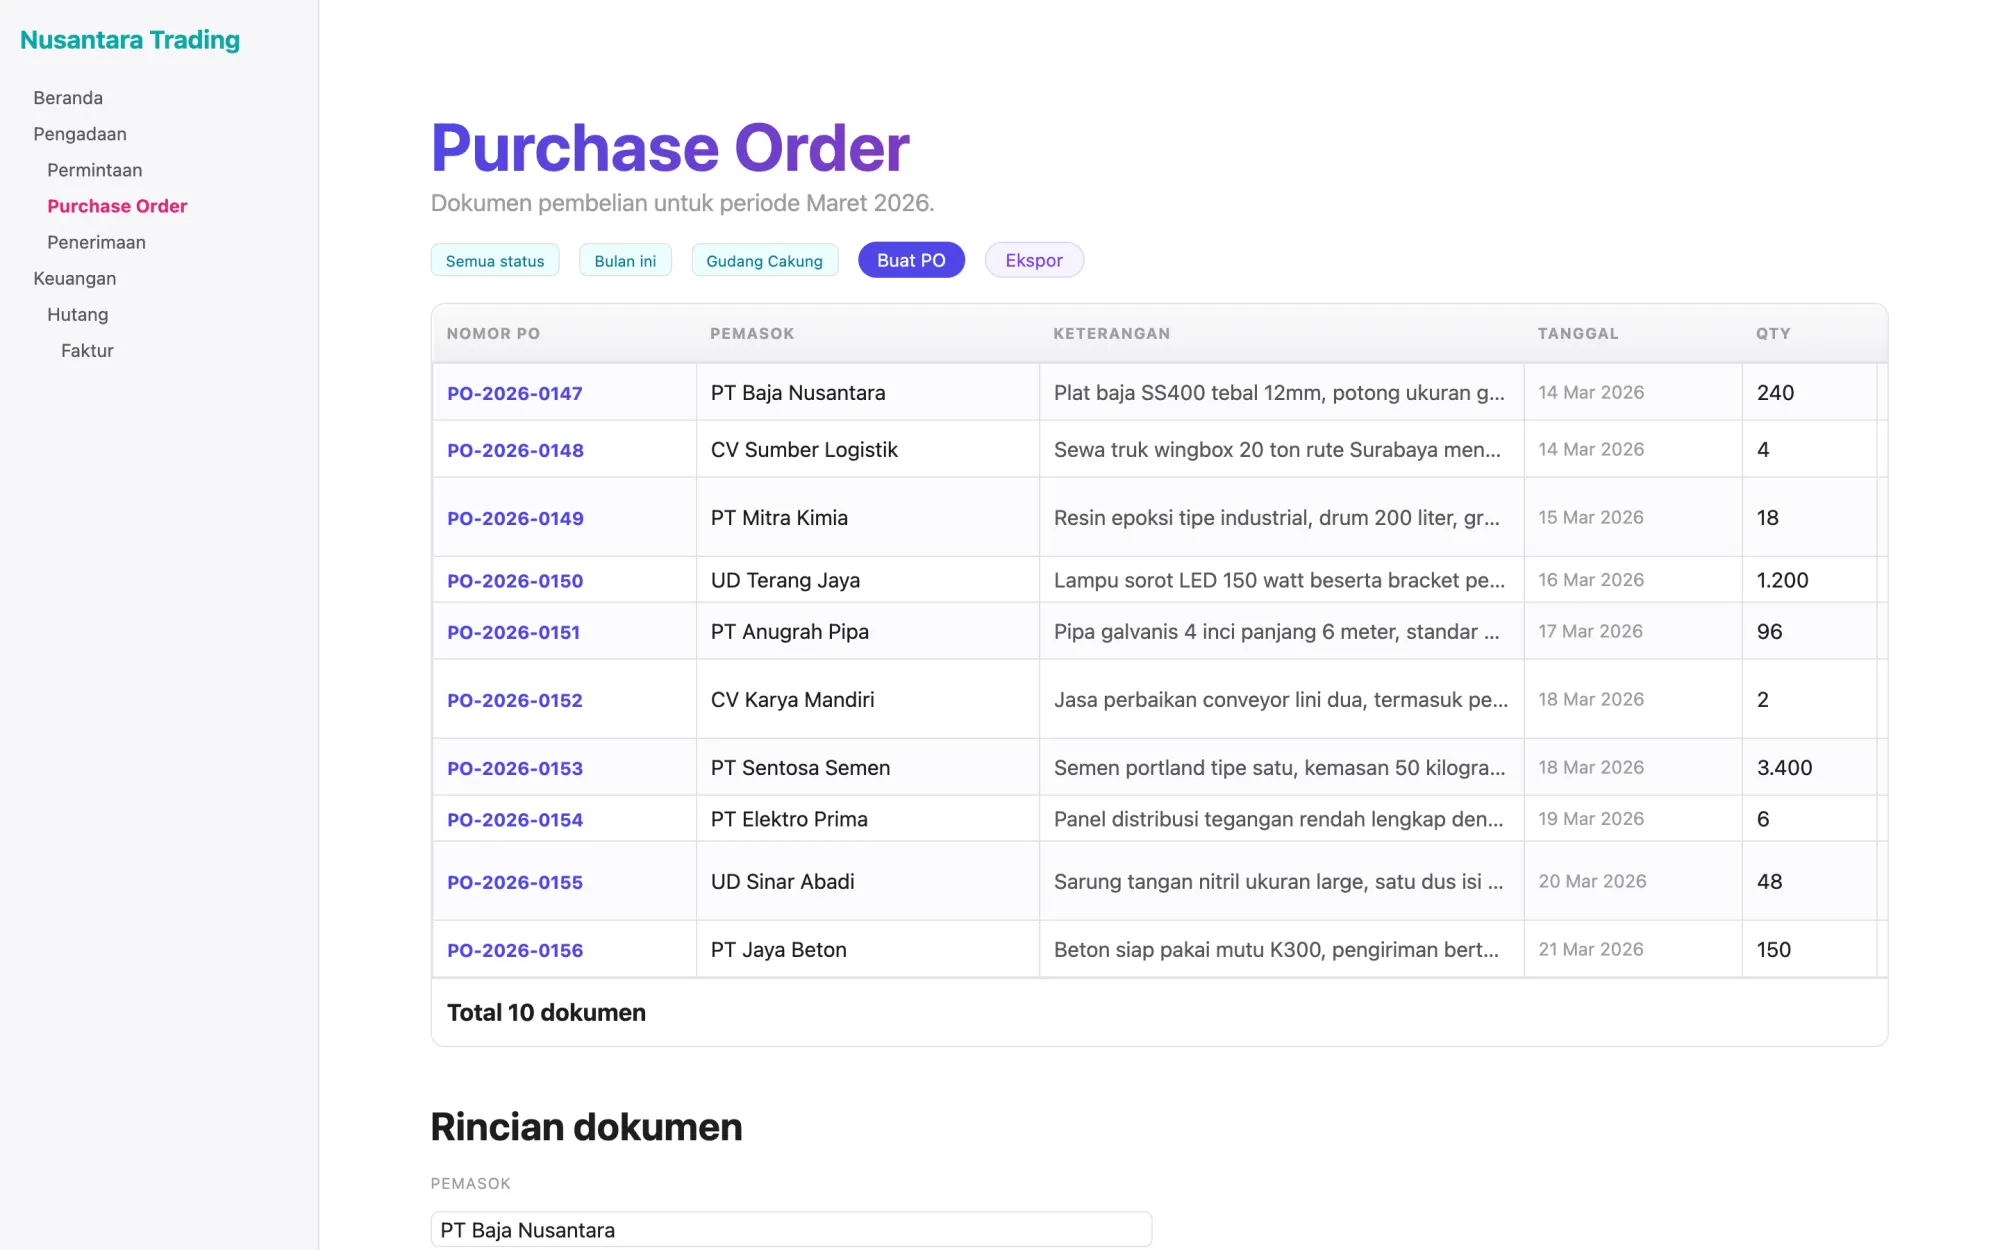 Nusantara Trading
Beranda
Pengadaan
Permintaan
Purchase Order
Penerimaan
Keuangan
Hutang
Faktur
Purchase Order
Dokumen pembelian untuk periode Maret 2026.
Semua status Bulan ini Gudang Cakung Buat PO Ekspor
NOMOR PO PEMASOK KETERANGAN TANGGAL QTY
PO-2026-0147 PT Baja Nusantara Plat baja SS400 tebal 12mm, potong ukuran g... 14 Mar 2026 240
PO-2026-0148 CV Sumber Logistik Sewa truk wingbox 20 ton rute Surabaya men... 14 Mar 2026 4
PO-2026-0149 PT Mitra Kimia Resin epoksi tipe industrial, drum 200 liter, gr... 15 Mar 2026 18
PO-2026-0150 UD Terang Jaya Lampu sorot LED 150 watt beserta bracket pe... 16 Mar 2026 1.200
PO-2026-0151 PT Anugrah Pipa Pipa galvanis 4 inci panjang 6 meter, standar ... 17 Mar 2026 96
PO-2026-0152 CV Karya Mandiri Jasa perbaikan conveyor lini dua, termasuk pe... 18 Mar 2026 2
PO-2026-0153 PT Sentosa Semen Semen portland tipe satu, kemasan 50 kilogra... 18 Mar 2026 3.400
PO-2026-0154 PT Elektro Prima Panel distribusi tegangan rendah lengkap den... 19 Mar 2026 6
PO-2026-0155 UD Sinar Abadi Sarung tangan nitril ukuran large, satu dus isi ... 20 Mar 2026 48
PO-2026-0156 PT Jaya Beton Beton siap pakai mutu K300, pengiriman bert... 21 Mar 2026 150
Total 10 dokumen
Rincian dokumen
PEMASOK
PT Baja Nusantara